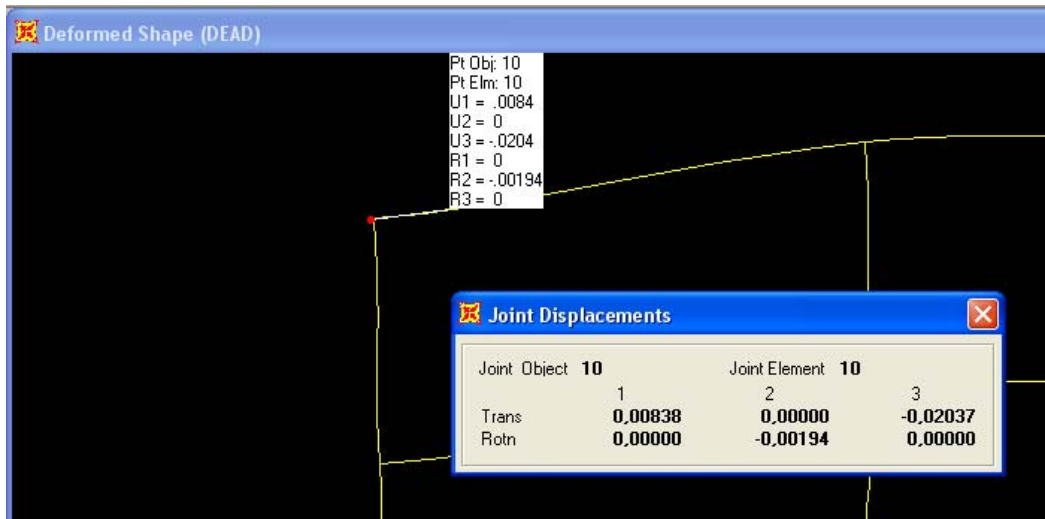 Deformed Shape (DEAD)
Pt Obj: 10
Pt Elm: 10
U1 = .0084
U2 = 0
U3 = -.0204
R1 = 0
R2 = -.00194
R3 = 0
Joint Displacements
Joint Object 10 Joint Element 10
1 2 3
Trans 0,00838 0,00000 -0,02037
Rotn 0,00000 -0,00194 0,00000